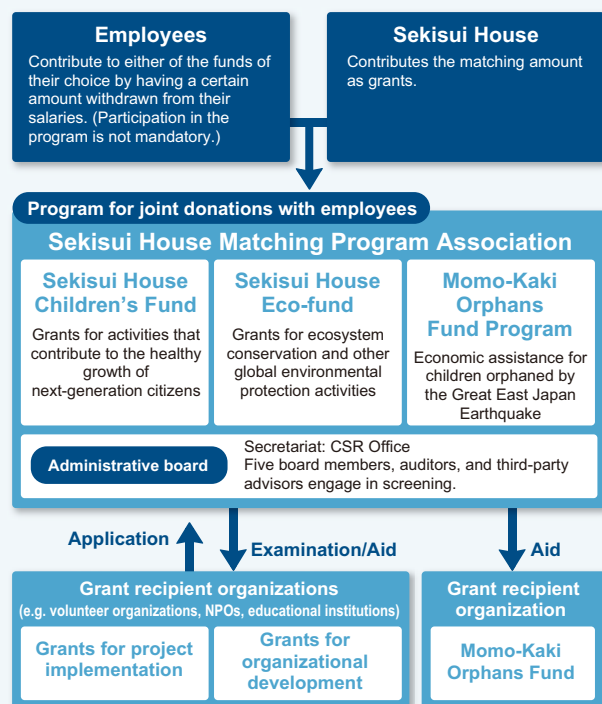 Employees
Contribute to either of the funds of
their choice by having a certain
amount withdrawn from their
salaries. (Participation in the
program is not mandatory.)
Sekisui House
Contributes the matching amount
as grants.
Program for joint donations with employees
Sekisui House Matching Program Association
Sekisui House
Children's Fund
Grants for activities that
contribute to the healthy
growth of
next-generation citizens
Sekisui House
Eco-fund
Grants for ecosystem
conservation and other
global environmental
protection activities
Momo-Kaki
Orphans
Fund Program
Economic assistance for
children orphaned by
the Great East Japan
Earthquake
Administrative board
Secretariat: CSR Office
Five board members, auditors, and third-party
advisors engage in screening.
Application
Examination/Aid
Aid
Grant recipient organizations
(e.g. volunteer organizations, NPOs, educational institutions)
Grants for project
implementation
Grants for
organizational
development
Grant recipient
organization
Momo-Kaki
Orphans Fund